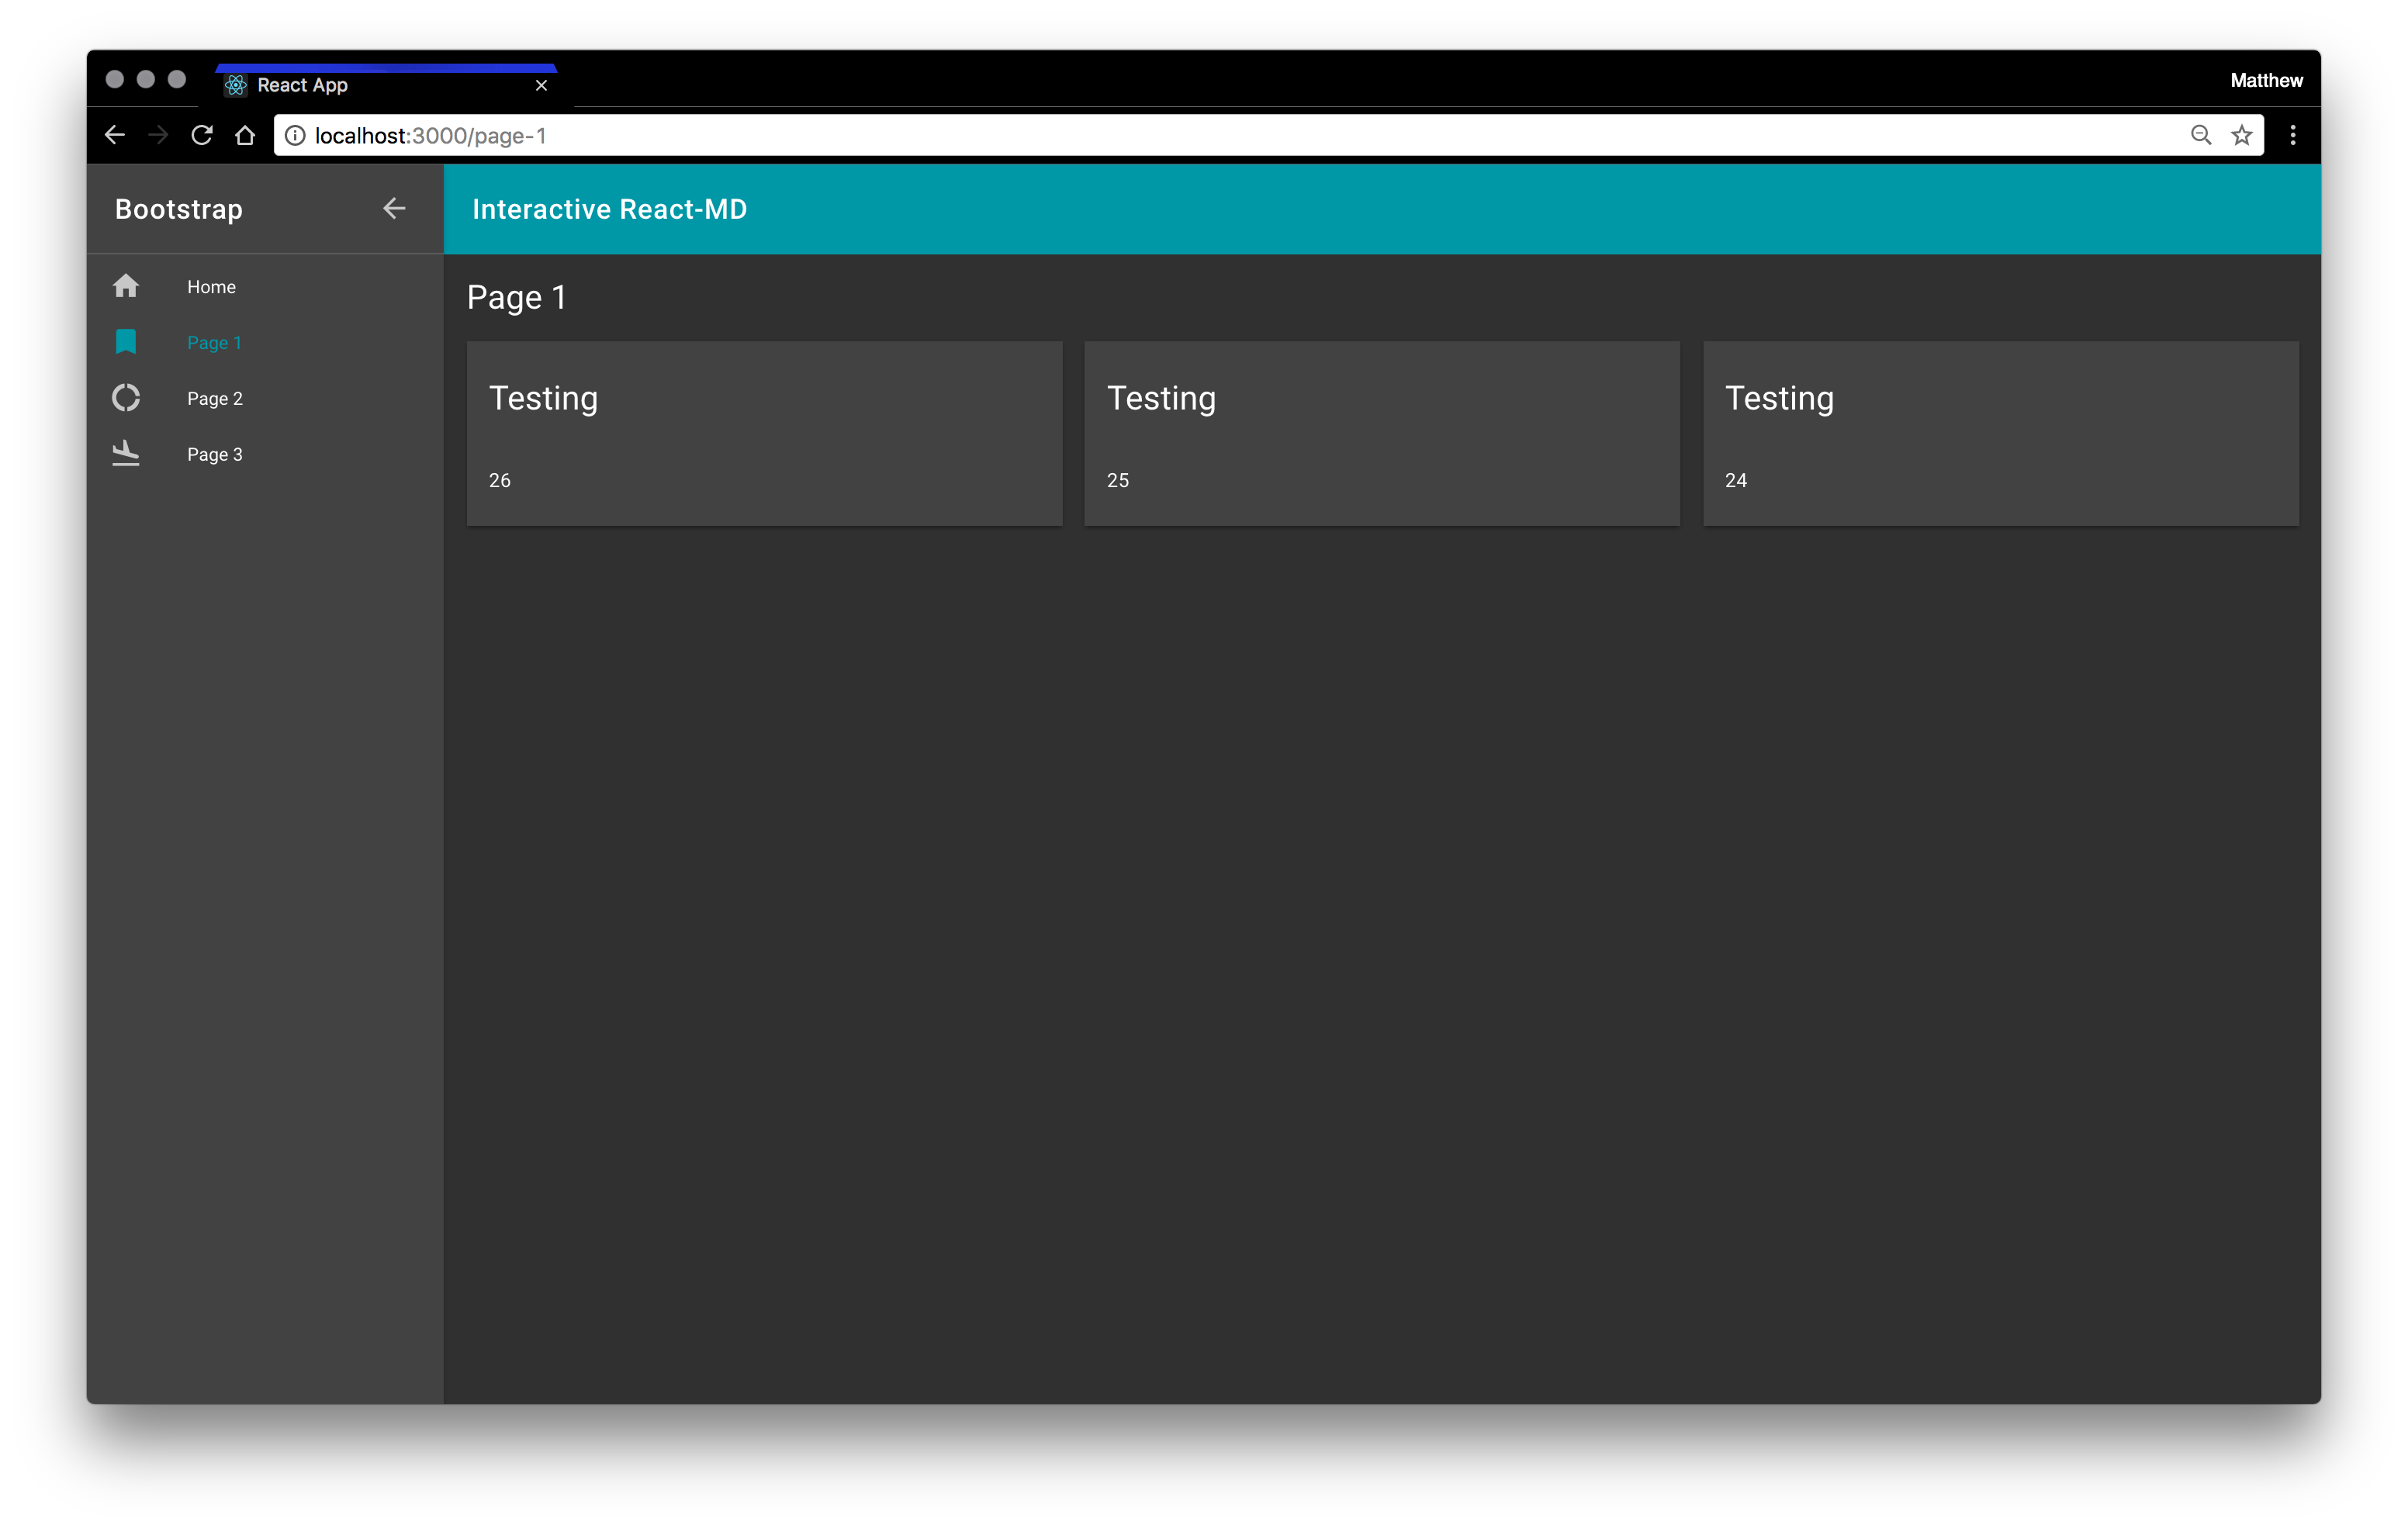 React App
Matthew
localhost:3000/page-1
Bootstrap
Interactive React-MD
Home
Page 1
Page 2
Page 3
Page 1
Testing
26
Testing
25
Testing
24